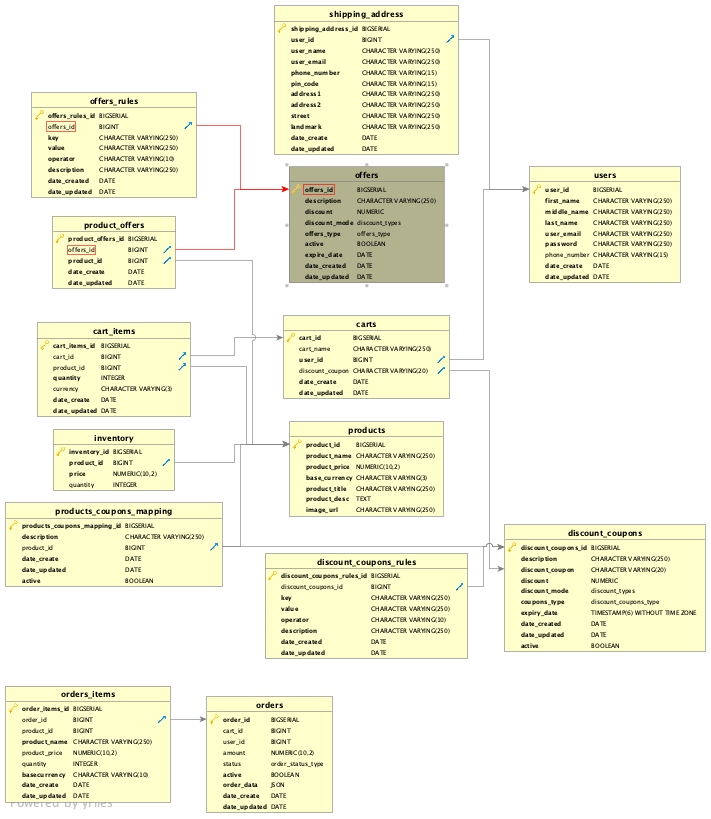 shipping_address
shipping_address_id BIGSERIAL
user_id BIGINT
user_name CHARACTER VARYING(250)
user_email CHARACTER VARYING(250)
phone_number CHARACTER VARYING(15)
pin_code CHARACTER VARYING(15)
address1 CHARACTER VARYING(250)
address2 CHARACTER VARYING(250)
street CHARACTER VARYING(250)
landmark CHARACTER VARYING(250)
date_create DATE
date_updated DATE
offers_rules
offers_rules_id BIGSERIAL
offers_id BIGINT
key CHARACTER VARYING(250)
value CHARACTER VARYING(250)
operator CHARACTER VARYING(10)
description CHARACTER VARYING(250)
date_created DATE
date_updated DATE
offers
offers_id BIGSERIAL
description CHARACTER VARYING(250)
discount NUMERIC
discount_mode discount_types
offers_type offers_type
active BOOLEAN
expire_date DATE
date_created DATE
date_updated DATE
users
user_id BIGSERIAL
first_name CHARACTER VARYING(250)
middle_name CHARACTER VARYING(250)
last_name CHARACTER VARYING(250)
user_email CHARACTER VARYING(250)
password CHARACTER VARYING(250)
phone_number CHARACTER VARYING(15)
date_create DATE
date_updated DATE
product_offers
product_offers_id BIGSERIAL
offers_id BIGINT
product_id BIGINT
date_create DATE
date_updated DATE
cart_items
cart_items_id BIGSERIAL
cart_id BIGINT
product_id BIGINT
quantity INTEGER
currency CHARACTER VARYING(3)
date_create DATE
date_updated DATE
carts
cart_id BIGSERIAL
cart_name CHARACTER VARYING(250)
user_id BIGINT
discount_coupon CHARACTER VARYING(20)
date_create DATE
date_updated DATE
inventory
inventory_id BIGSERIAL
product_id BIGINT
price NUMERIC(10,2)
quantity INTEGER
products
product_id BIGSERIAL
product_name CHARACTER VARYING(250)
product_price NUMERIC(10,2)
base_currency CHARACTER VARYING(3)
product_title CHARACTER VARYING(250)
product_desc TEXT
image_url CHARACTER VARYING(250)
products_coupons_mapping
products_coupons_mapping_id BIGSERIAL
description CHARACTER VARYING(250)
product_id BIGINT
date_create DATE
date_updated DATE
active BOOLEAN
discount_coupons_rules
discount_coupons_rules_id BIGSERIAL
discount_coupons_id BIGINT
key CHARACTER VARYING(250)
value CHARACTER VARYING(250)
operator CHARACTER VARYING(10)
description CHARACTER VARYING(250)
date_created DATE
date_updated DATE
discount_coupons
discount_coupons_id BIGSERIAL
description CHARACTER VARYING(250)
discount_coupon CHARACTER VARYING(20)
discount NUMERIC
discount_mode discount_types
coupons_type discount_coupons_type
expiry_date TIMESTAMP(6) WITHOUT TIME ZONE
date_created DATE
date_updated DATE
active BOOLEAN
orders_items
order_items_id BIGSERIAL
order_id BIGINT
product_id BIGINT
product_name CHARACTER VARYING(250)
product_price NUMERIC(10,2)
quantity INTEGER
basecurrency CHARACTER VARYING(10)
date_create DATE
date_updated DATE
orders
order_id BIGSERIAL
cart_id BIGINT
user_id BIGINT
amount NUMERIC(10,2)
status order_status_type
active BOOLEAN
order_data JSON
date_create DATE
date_updated DATE
Powered by yFiles